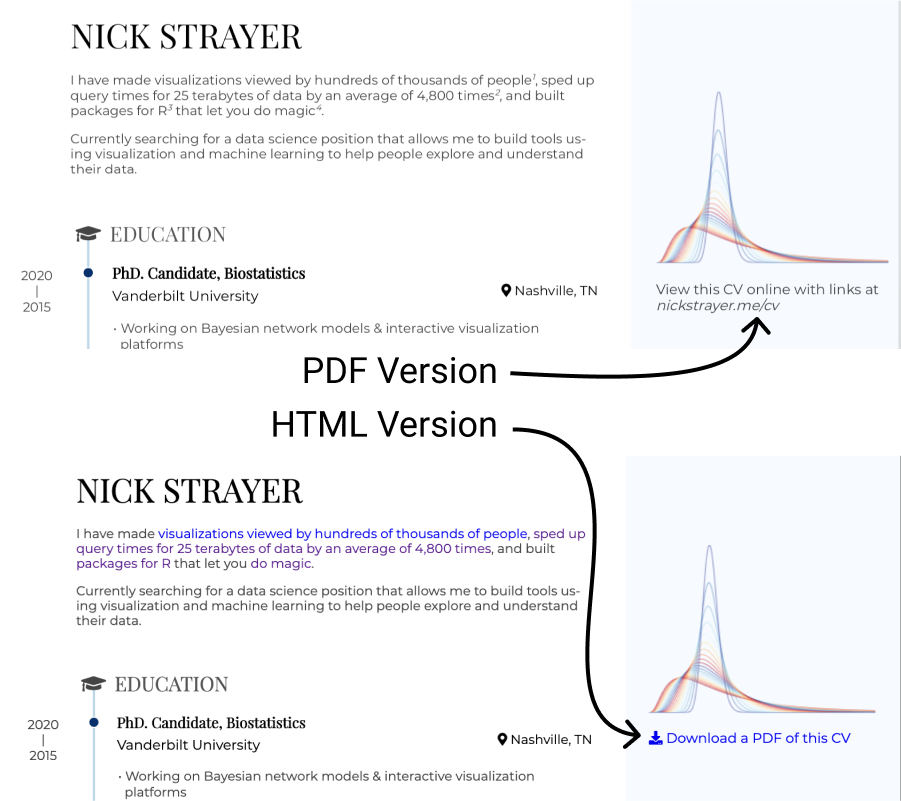 NICK STRAYER
I have made visualizations viewed by hundreds of thousands of people¹, sped up
query times for 25 terabytes of data by an average of 4,800 times², and built
packages for R³ that let you do magic⁴.
Currently searching for a data science position that allows me to build tools us-
ing visualization and machine learning to help people explore and understand
their data.
EDUCATION
PhD. Candidate, Biostatistics
2020
|
2015
Vanderbilt University
Nashville, TN
· Working on Bayesian network models & interactive visualization
platforms
View this CV online with links at
nickstrayer.me/cv
PDF Version
HTML Version
NICK STRAYER
I have made visualizations viewed by hundreds of thousands of people, sped up
query times for 25 terabytes of data by an average of 4,800 times, and built
packages for R that let you do magic.
Currently searching for a data science position that allows me to build tools us-
ing visualization and machine learning to help people explore and understand
their data.
EDUCATION
PhD. Candidate, Biostatistics
2020
|
2015
Vanderbilt University
Nashville, TN
· Working on Bayesian network models & interactive visualization
platforms
Download a PDF of this CV